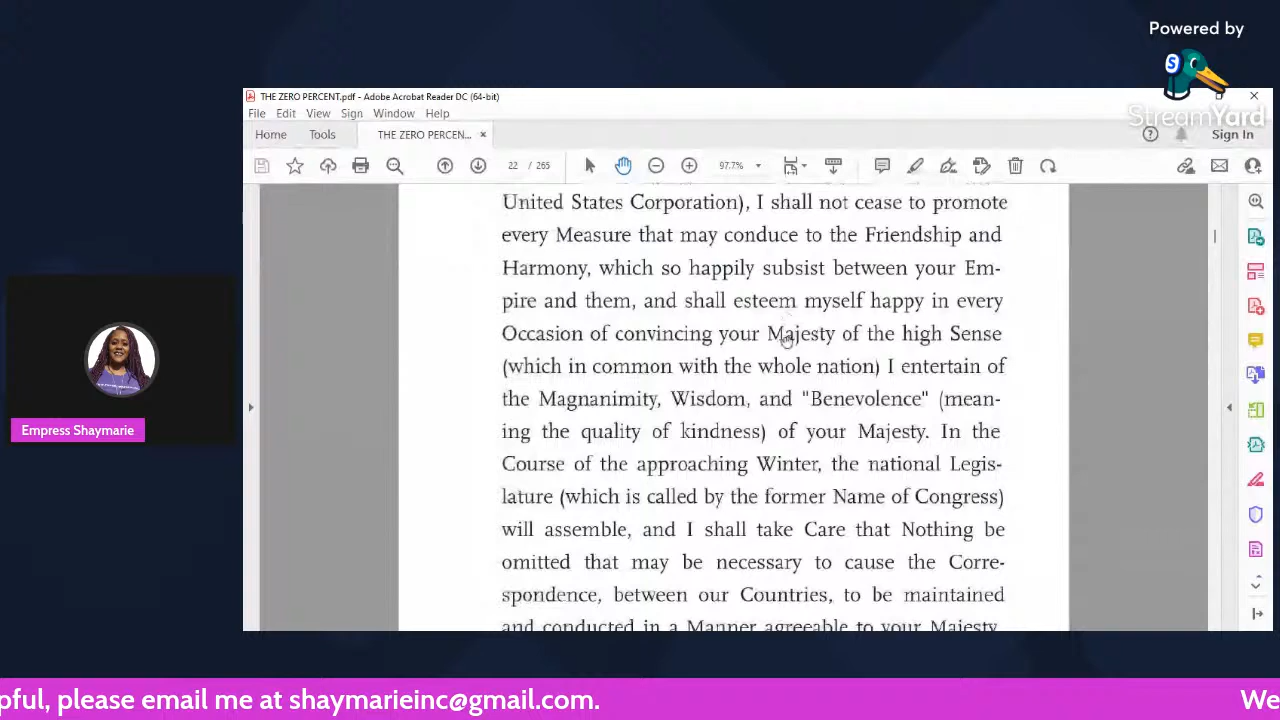 Powered by
S
StreamYard
THE ZERO PERCENT.pdf - Adobe Acrobat Reader DC (64-bit)
File Edit View Sign Window Help
Home Tools THE ZERO PERCEN... × Sign In
22 / 265 97.7%
United States Corporation), I shall not cease to promote
every Measure that may conduce to the Friendship and
Harmony, which so happily subsist between your Em-
pire and them, and shall esteem myself happy in every
Occasion of convincing your Majesty of the high Sense
(which in common with the whole nation) I entertain of
the Magnanimity, Wisdom, and "Benevolence" (mean-
ing the quality of kindness) of your Majesty. In the
Course of the approaching Winter, the national Legis-
lature (which is called by the former Name of Congress)
will assemble, and I shall take Care that Nothing be
omitted that may be necessary to cause the Corre-
spondence, between our Countries, to be maintained
and conducted in a Manner agreeable to your Majesty,
Empress Shaymarie
pful, please email me at shaymarieinc@gmail.com. We